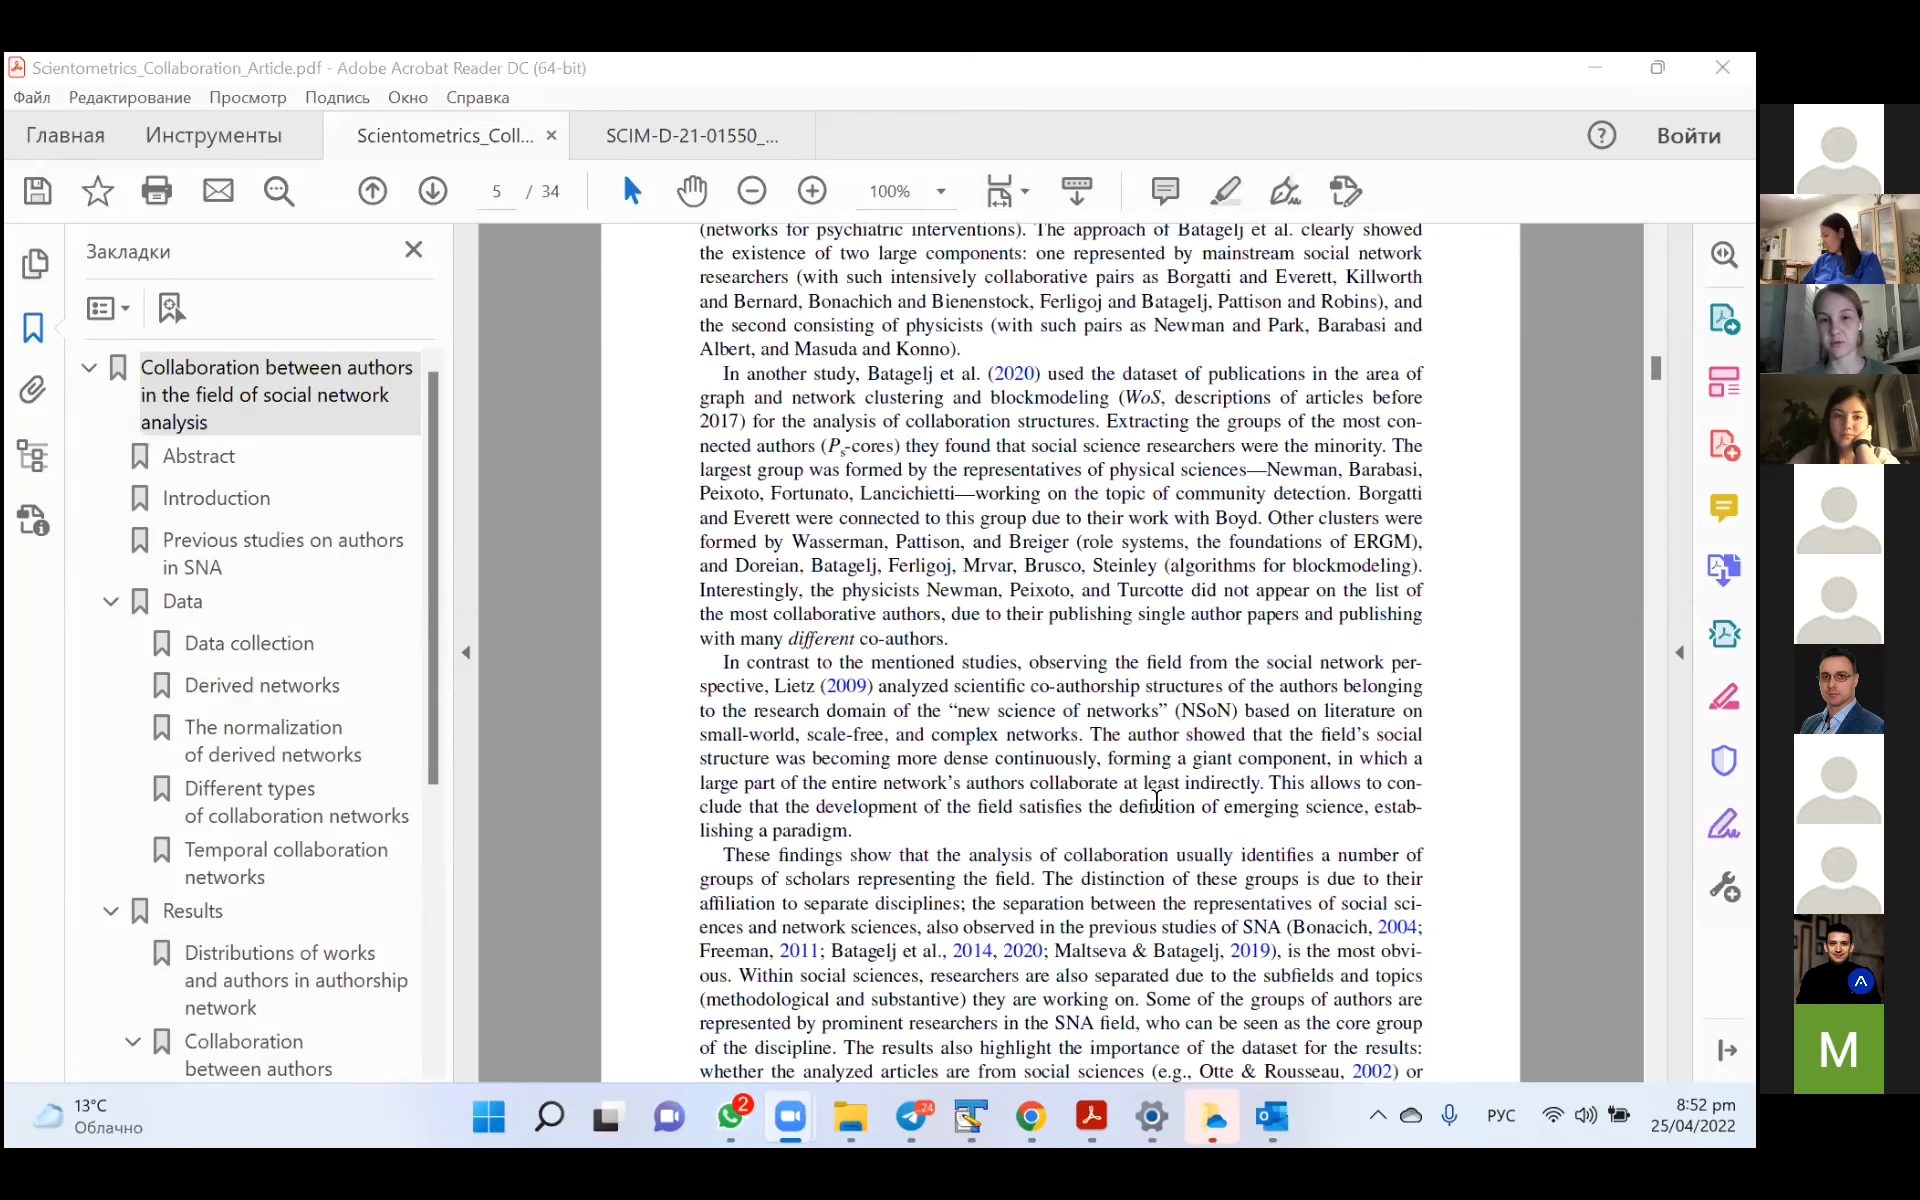 Scientometrics_Collaboration_Article.pdf - Adobe Acrobat Reader DC (64-bit)
Файл Редактирование Просмотр Подпись Окно Справка
Главная Инструменты Scientometrics_Coll... SCIM-D-21-01550_... Войти
5 / 34 100%
Закладки
Collaboration between authors
in the field of social network
analysis
Abstract
Introduction
Previous studies on authors
in SNA
Data
Data collection
Derived networks
The normalization
of derived networks
Different types
of collaboration networks
Temporal collaboration
networks
Results
Distributions of works
and authors in authorship
network
Collaboration
between authors
(networks for psychiatric interventions). The approach of Batagelj et al. clearly showed
the existence of two large components: one represented by mainstream social network
researchers (with such intensively collaborative pairs as Borgatti and Everett, Killworth
and Bernard, Bonachich and Bienenstock, Ferligoj and Batagelj, Pattison and Robins), and
the second consisting of physicists (with such pairs as Newman and Park, Barabasi and
Albert, and Masuda and Konno).
In another study, Batagelj et al. (2020) used the dataset of publications in the area of
graph and network clustering and blockmodeling (WoS, descriptions of articles before
2017) for the analysis of collaboration structures. Extracting the groups of the most con-
nected authors (Ps-cores) they found that social science researchers were the minority. The
largest group was formed by the representatives of physical sciences—Newman, Barabasi,
Peixoto, Fortunato, Lancichietti—working on the topic of community detection. Borgatti
and Everett were connected to this group due to their work with Boyd. Other clusters were
formed by Wasserman, Pattison, and Breiger (role systems, the foundations of ERGM),
and Doreian, Batagelj, Ferligoj, Mrvar, Brusco, Steinley (algorithms for blockmodeling).
Interestingly, the physicists Newman, Peixoto, and Turcotte did not appear on the list of
the most collaborative authors, due to their publishing single author papers and publishing
with many different co-authors.
In contrast to the mentioned studies, observing the field from the social network per-
spective, Lietz (2009) analyzed scientific co-authorship structures of the authors belonging
to the research domain of the “new science of networks” (NSoN) based on literature on
small-world, scale-free, and complex networks. The author showed that the field’s social
structure was becoming more dense continuously, forming a giant component, in which a
large part of the entire network’s authors collaborate at least indirectly. This allows to con-
clude that the development of the field satisfies the definition of emerging science, estab-
lishing a paradigm.
These findings show that the analysis of collaboration usually identifies a number of
groups of scholars representing the field. The distinction of these groups is due to their
affiliation to separate disciplines; the separation between the representatives of social sci-
ences and network sciences, also observed in the previous studies of SNA (Bonacich, 2004;
Freeman, 2011; Batagelj et al., 2014, 2020; Maltseva & Batagelj, 2019), is the most obvi-
ous. Within social sciences, researchers are also separated due to the subfields and topics
(methodological and substantive) they are working on. Some of the groups of authors are
represented by prominent researchers in the SNA field, who can be seen as the core group
of the discipline. The results also highlight the importance of the dataset for the results:
whether the analyzed articles are from social sciences (e.g., Otte & Rousseau, 2002) or
M
13°C
Облачно
2
24
РУС
8:52 pm
25/04/2022